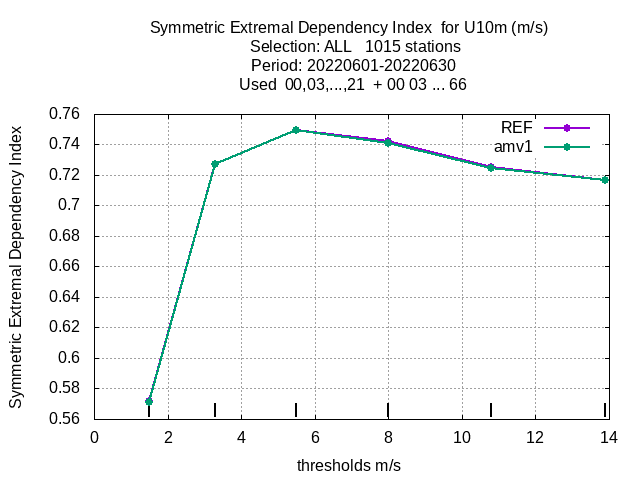 Symmetric Extremal Dependency Index  for U10m (m/s)
Selection: ALL   1015 stations
Period: 20220601-20220630
Used  00,03,...,21  + 00 03 ... 66
Symmetric Extremal Dependency Index
0.76
0.74
0.72
0.7
0.68
0.66
0.64
0.62
0.6
0.58
0.56
REF
amv1
0 2 4 6 8 10 12 14
thresholds m/s